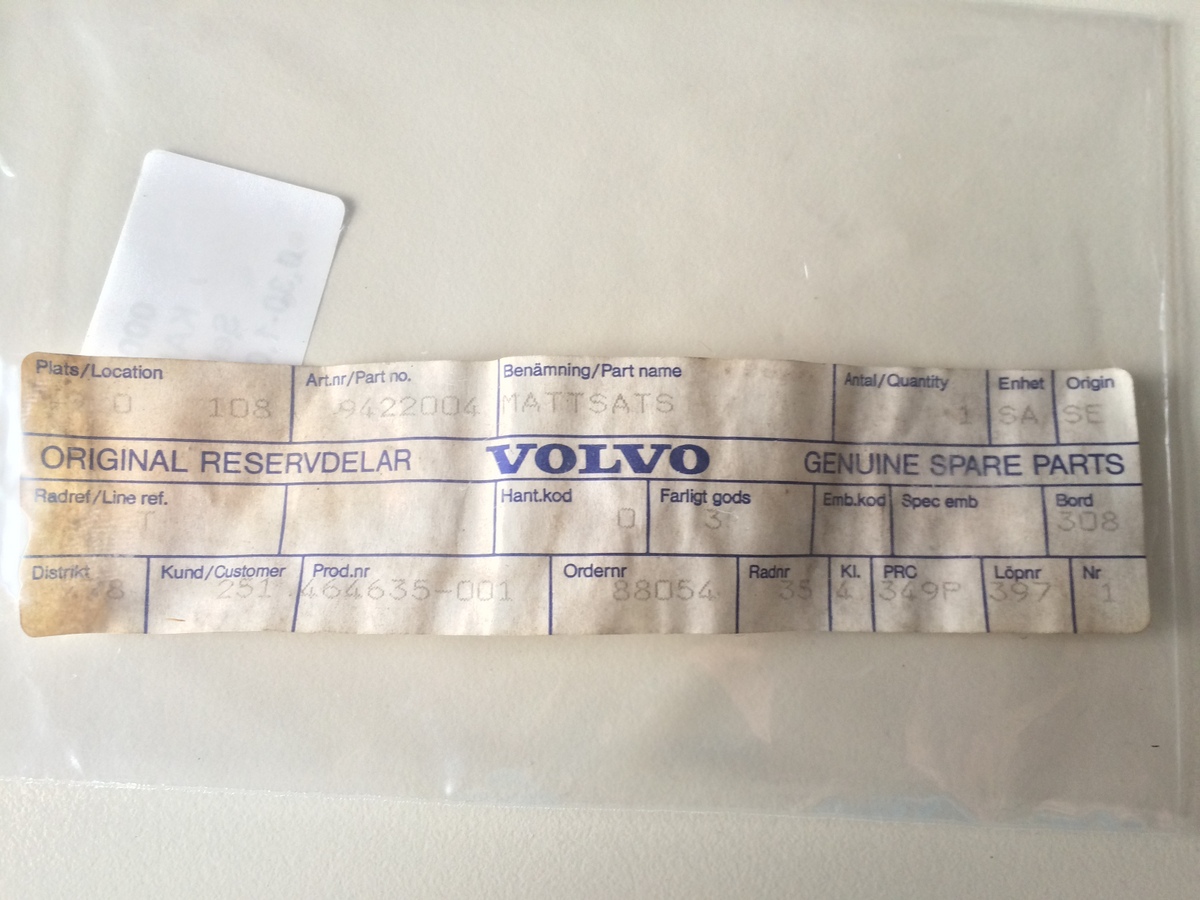 Plats/Location Art.nr/Part no. Benämning/Part name Antal/Quantity Enhet Origin
0 108 9422004 MATTSATS 1 SA SE
ORIGINAL RESERVDELAR VOLVO GENUINE SPARE PARTS
Radref/Line ref. Hant.kod Farligt gods Emb.kod Spec emb Bord
T 0 3 308
Distrikt Kund/Customer Prod.nr Ordernr Radnr Kl. PRC Löpnr Nr
8 251 464635-001 88054 35 4 349P 397 1